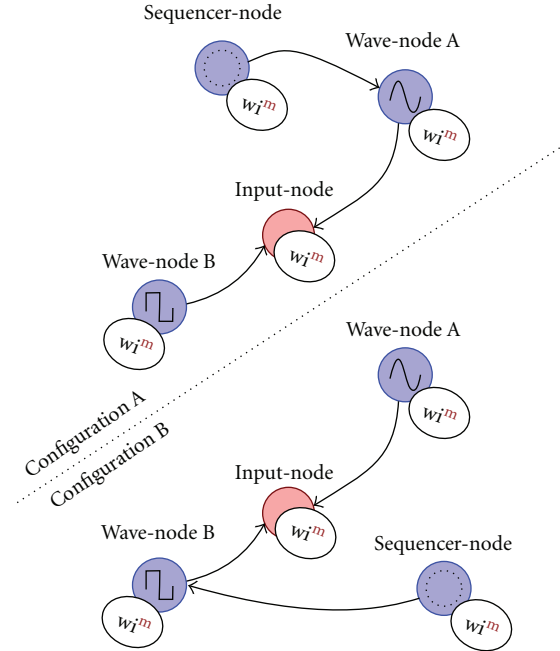 Sequencer-node
Wave-node A
wi^m
wi^m
Input-node
wi^m
Wave-node B
wi^m
Configuration A
Configuration B
Wave-node A
wi^m
Input-node
wi^m
Wave-node B
Sequencer-node
wi^m
wi^m